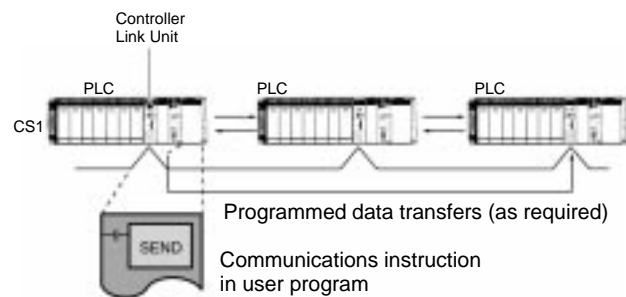 Controller
Link Unit
PLC
PLC
PLC
CS1
Programmed data transfers (as required)
SEND
Communications instruction
in user program